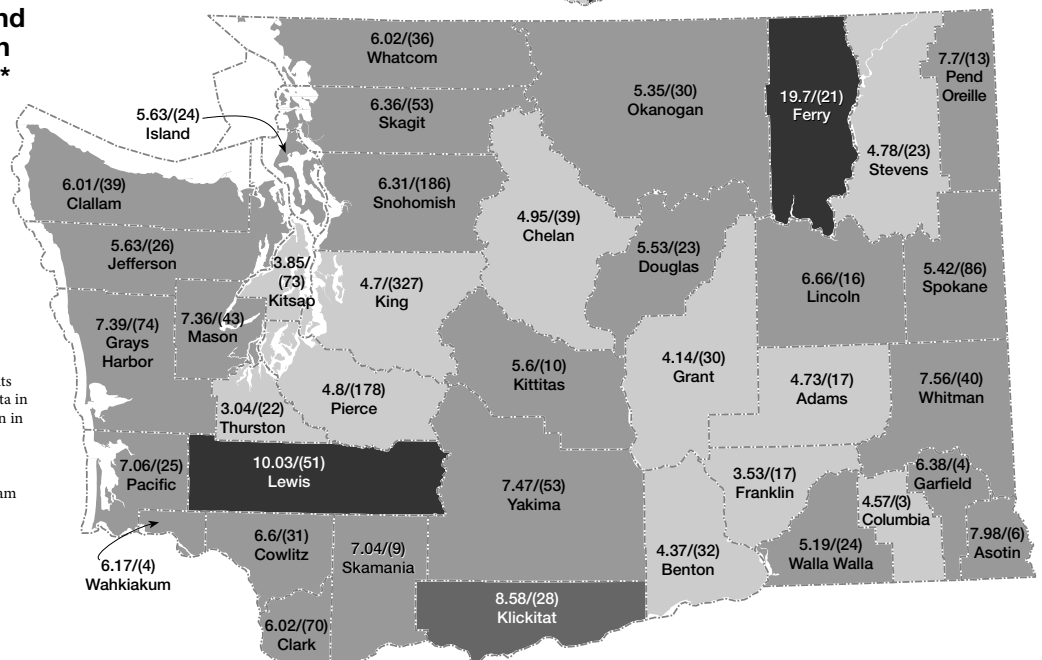 nd
n
*
6.02/(36)
Whatcom
5.63/(24)
Island
6.36/(53)
Skagit
5.35/(30)
Okanogan
19.7/(21)
Ferry
7.7/(13)
Pend
Oreille
4.78/(23)
Stevens
6.01/(39)
Clallam
6.31/(186)
Snohomish
4.95/(39)
Chelan
5.63/(26)
Jefferson
5.53/(23)
Douglas
3.85/
(73)
Kitsap
4.7/(327)
King
6.66/(16)
Lincoln
5.42/(86)
Spokane
7.39/(74)
Grays
Harbor
7.36/(43)
Mason
5.6/(10)
Kittitas
4.14/(30)
Grant
4.73/(17)
Adams
7.56/(40)
Whitman
ts
ta in
n in
3.04/(22)
Thurston
4.8/(178)
Pierce
7.06/(25)
Pacific
10.03/(51)
Lewis
7.47/(53)
Yakima
3.53/(17)
Franklin
6.38/(4)
Garfield
4.57/(3)
Columbia
am
6.17/(4)
Wahkiakum
6.6/(31)
Cowlitz
7.04/(9)
Skamania
4.37/(32)
Benton
5.19/(24)
Walla Walla
7.98/(6)
Asotin
8.58/(28)
Klickitat
6.02/(70)
Clark